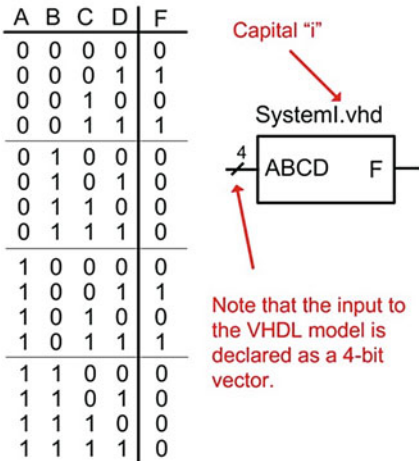 A B C D F
0 0 0 0 0
0 0 0 1 1
0 0 1 0 0
0 0 1 1 1
0 1 0 0 0
0 1 0 1 0
0 1 1 0 0
0 1 1 1 0
1 0 0 0 0
1 0 0 1 1
1 0 1 0 0
1 0 1 1 1
1 1 0 0 0
1 1 0 1 0
1 1 1 0 0
1 1 1 1 0
Capital “i”
SystemI.vhd
4
ABCD F
Note that the input to
the VHDL model is
declared as a 4-bit
vector.